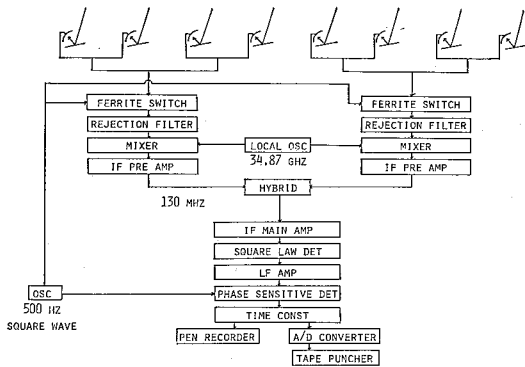 FERRITE SWITCH
FERRITE SWITCH
REJECTION FILTER
REJECTION FILTER
MIXER
LOCAL OSC
MIXER
34,87 GHZ
IF PRE AMP
IF PRE AMP
130 MHZ
HYBRID
IF MAIN AMP
SQUARE LAW DET
LF AMP
OSC
PHASE SENSITIVE DET
500 HZ
SQUARE WAVE
TIME CONST
PEN RECORDER
A/D CONVERTER
TAPE PUNCHER